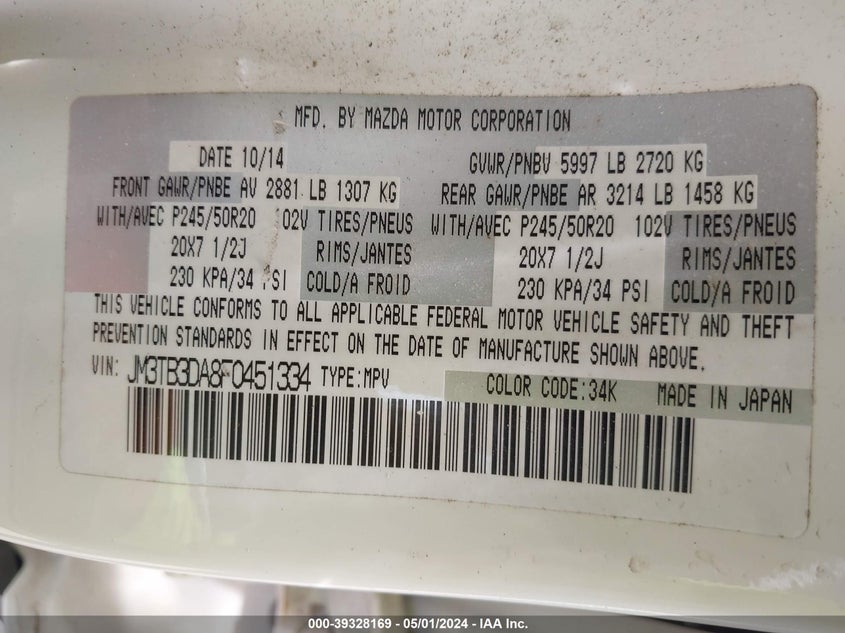 MFD. BY MAZDA MOTOR CORPORATION
DATE 10/14 GVWR/PNBV 5997 LB 2720 KG
FRONT GAWR/PNBE AV 2881 LB 1307 KG REAR GAWR/PNBE AR 3214 LB 1458 KG
WITH/AVEC P245/50R20 102V TIRES/PNEUS WITH/AVEC P245/50R20 102V TIRES/PNEUS
20X7 1/2J RIMS/JANTES 20X7 1/2J RIMS/JANTES
230 KPA/34 PSI COLD/A FROID 230 KPA/34 PSI COLD/A FROID
THIS VEHICLE CONFORMS TO ALL APPLICABLE FEDERAL MOTOR VEHICLE SAFETY AND THEFT
PREVENTION STANDARDS IN EFFECT ON THE DATE OF MANUFACTURE SHOWN ABOVE.
VIN: JM3TB3DA8F0451334 TYPE:MPV COLOR CODE:34K MADE IN JAPAN
000-39328169 - 05/01/2024 - IAA Inc.